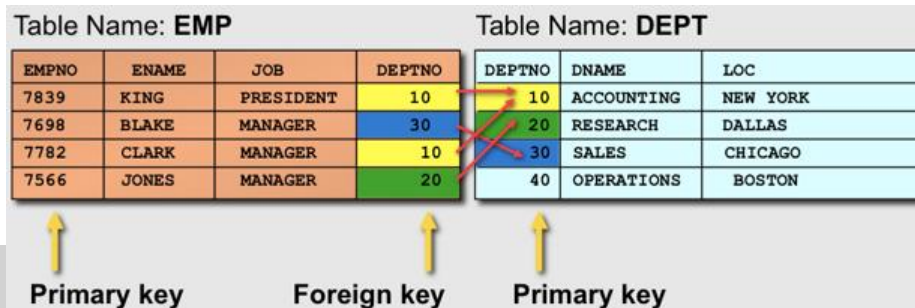 Table Name: EMP
EMPNO ENAME JOB DEPTNO
7839 KING PRESIDENT 10
7698 BLAKE MANAGER 30
7782 CLARK MANAGER 10
7566 JONES MANAGER 20
Primary key Foreign key
Table Name: DEPT
DEPTNO DNAME LOC
10 ACCOUNTING NEW YORK
20 RESEARCH DALLAS
30 SALES CHICAGO
40 OPERATIONS BOSTON
Primary key